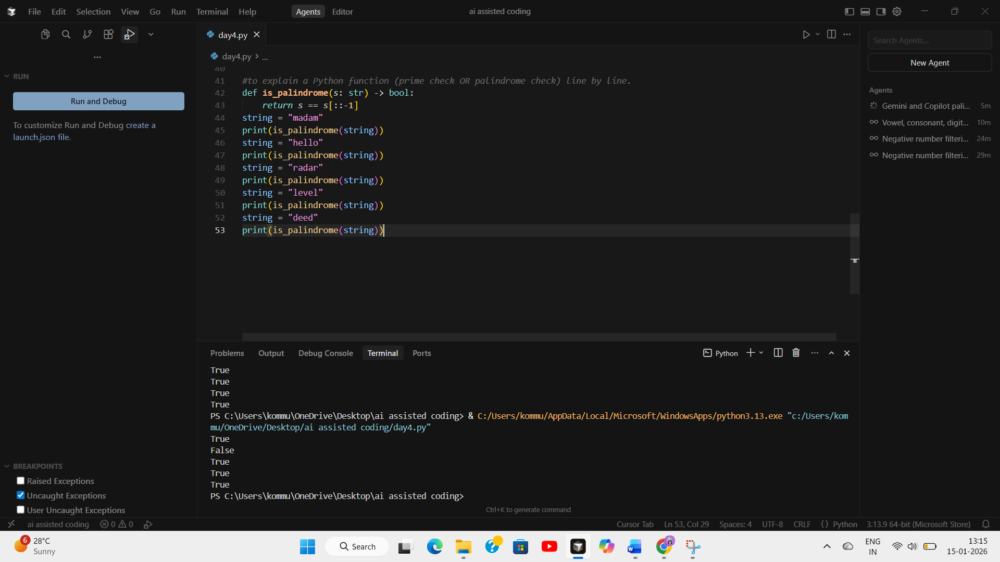 File Edit Selection View Go Run Terminal Help Agents Editor ai assisted coding
day4.py
Search Agents...
day4.py > ...
New Agent
RUN
Run and Debug
To customize Run and Debug create a
launch.json file.
40
41 #to explain a Python function (prime check OR palindrome check) line by line.
42 def is_palindrome(s: str) -> bool:
43 return s == s[::-1]
44 string = "madam"
45 print(is_palindrome(string))
46 string = "hello"
47 print(is_palindrome(string))
48 string = "radar"
49 print(is_palindrome(string))
50 string = "level"
51 print(is_palindrome(string))
52 string = "deed"
53 print(is_palindrome(string))
Agents
Gemini and Copilot pali... 5m
Vowel, consonant, digit... 10m
Negative number filteri... 24m
Negative number filteri... 29m
Problems Output Debug Console Terminal Ports
Python
True
True
True
True
PS C:\Users\kommu\OneDrive\Desktop\ai assisted coding> & C:/Users/kommu/AppData/Local/Microsoft/WindowsApps/python3.13.exe "c:/Users/kom
mu/OneDrive/Desktop/ai assisted coding/day4.py"
True
False
True
True
True
PS C:\Users\kommu\OneDrive\Desktop\ai assisted coding>
Ctrl+K to generate command
BREAKPOINTS
Raised Exceptions
Uncaught Exceptions
User Uncaught Exceptions
ai assisted coding 0 0 Cursor Tab Ln 53, Col 29 Spaces: 4 UTF-8 CRLF {} Python 3.13.9 64-bit (Microsoft Store)
6
28°C
Sunny
Search
ENG
IN
13:15
15-01-2026